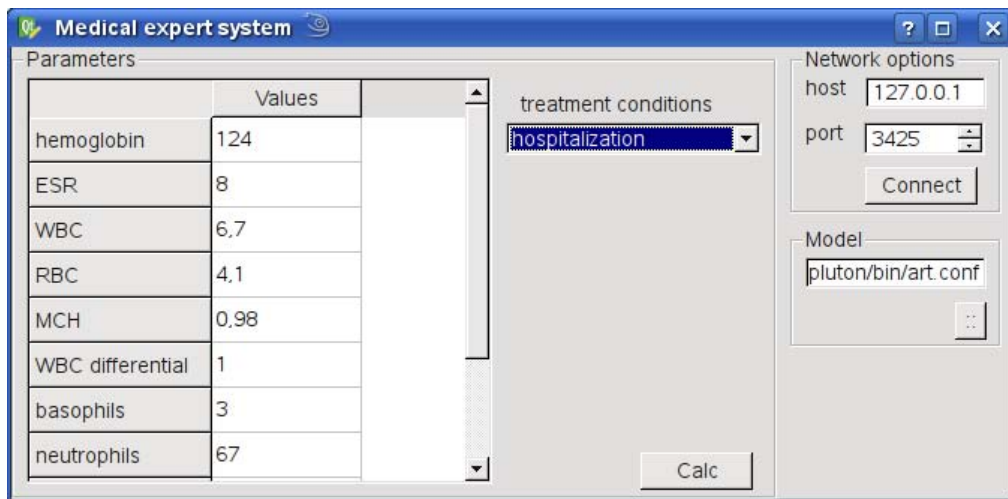 Medical expert system
Parameters
Values
hemoglobin 124
ESR 8
WBC 6,7
RBC 4,1
MCH 0,98
WBC differential 1
basophils 3
neutrophils 67
treatment conditions
hospitalization
Calc
Network options
host 127.0.0.1
port 3425
Connect
Model
pluton/bin/art.conf
::